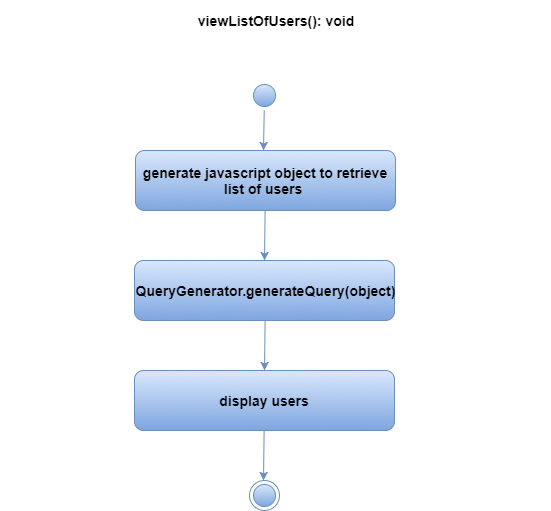 viewListOfUsers(): void
generate javascript object to retrieve
list of users
QueryGenerator.generateQuery(object)
display users